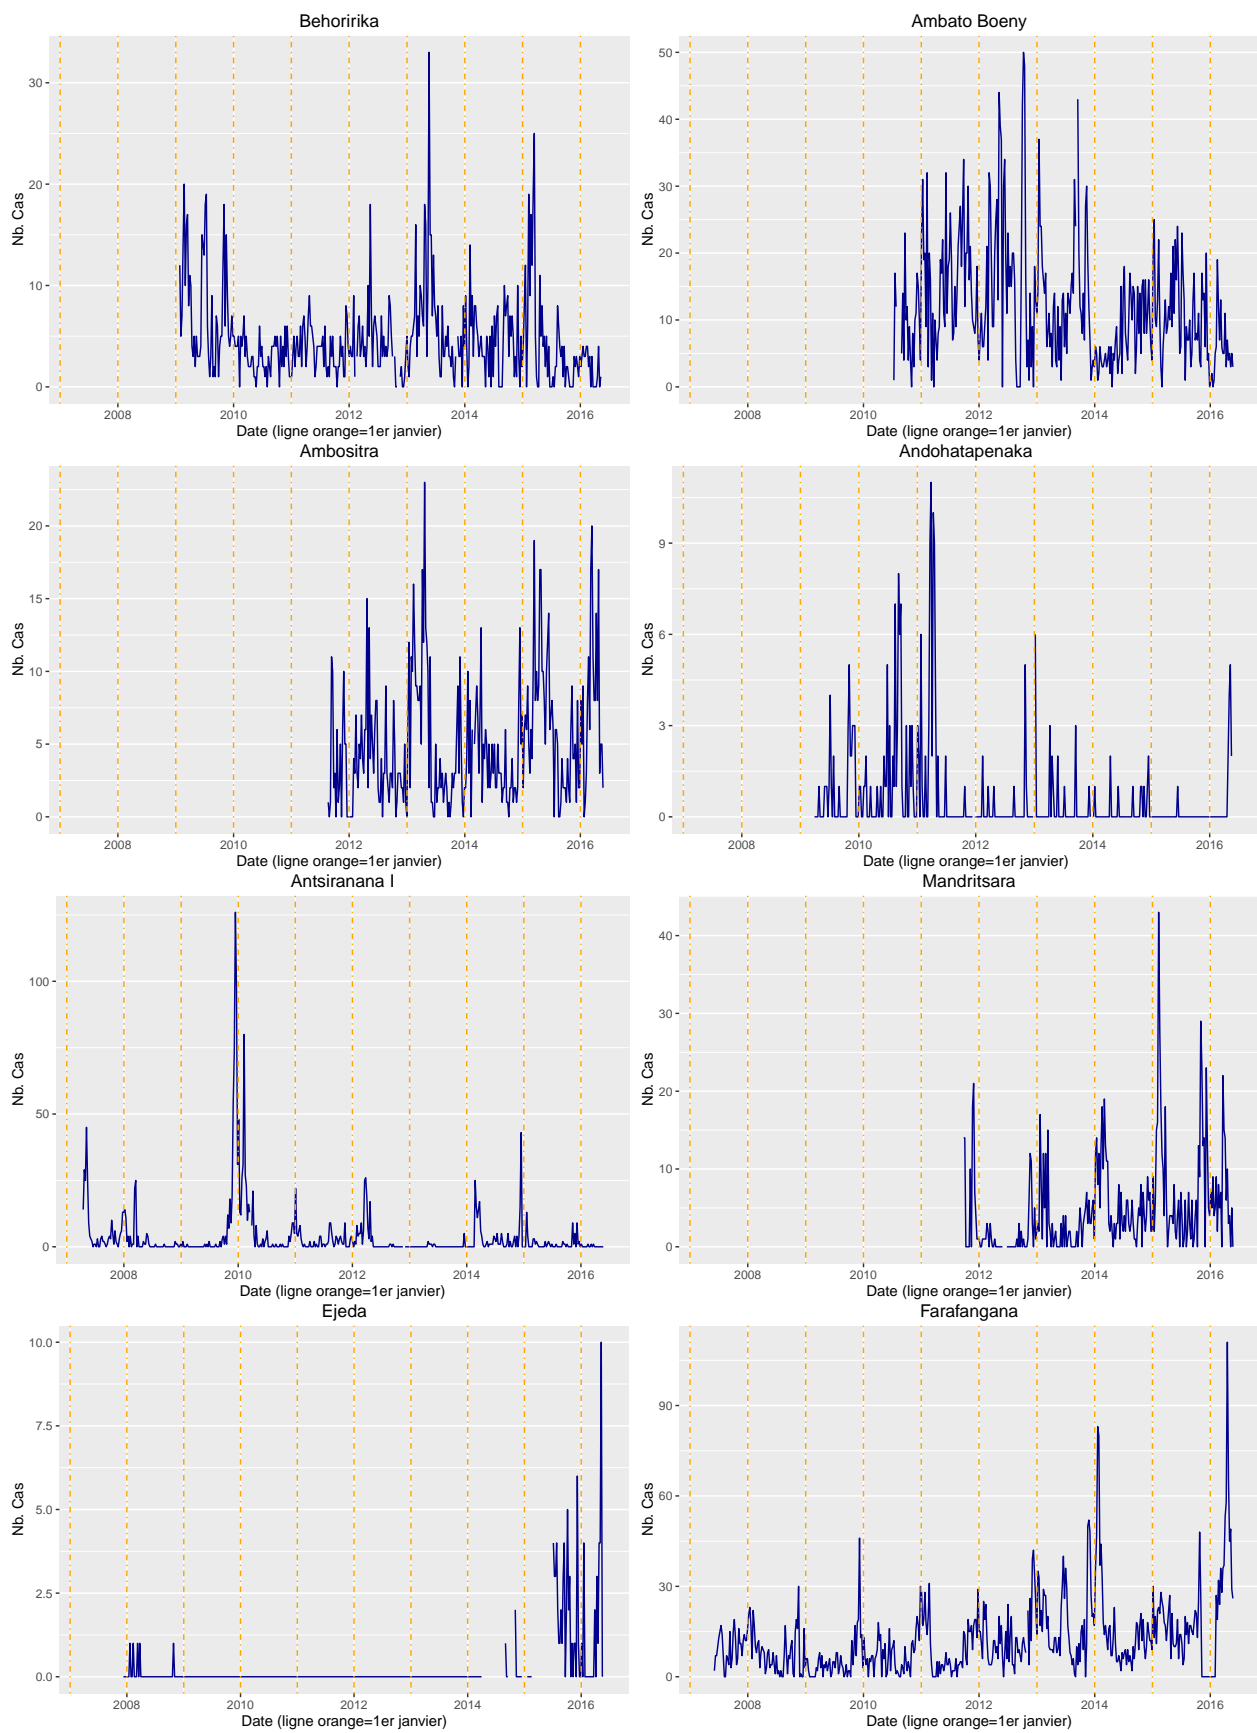 Behoririka
Nb. Cas
30
20
10
0
2008 2010 2012 2014 2016
Date (ligne orange=1er janvier)
Ambato Boeny
Nb. Cas
50
40
30
20
10
0
2008 2010 2012 2014 2016
Date (ligne orange=1er janvier)
Ambositra
Nb. Cas
20
15
10
5
0
2008 2010 2012 2014 2016
Date (ligne orange=1er janvier)
Andohatapenaka
Nb. Cas
9
6
3
0
2008 2010 2012 2014 2016
Date (ligne orange=1er janvier)
Antsiranana I
Nb. Cas
100
50
0
2008 2010 2012 2014 2016
Date (ligne orange=1er janvier)
Mandritsara
Nb. Cas
40
30
20
10
0
2008 2010 2012 2014 2016
Date (ligne orange=1er janvier)
Ejeda
Nb. Cas
10.0
7.5
5.0
2.5
0.0
2008 2010 2012 2014 2016
Date (ligne orange=1er janvier)
Farafangana
Nb. Cas
90
60
30
0
2008 2010 2012 2014 2016
Date (ligne orange=1er janvier)